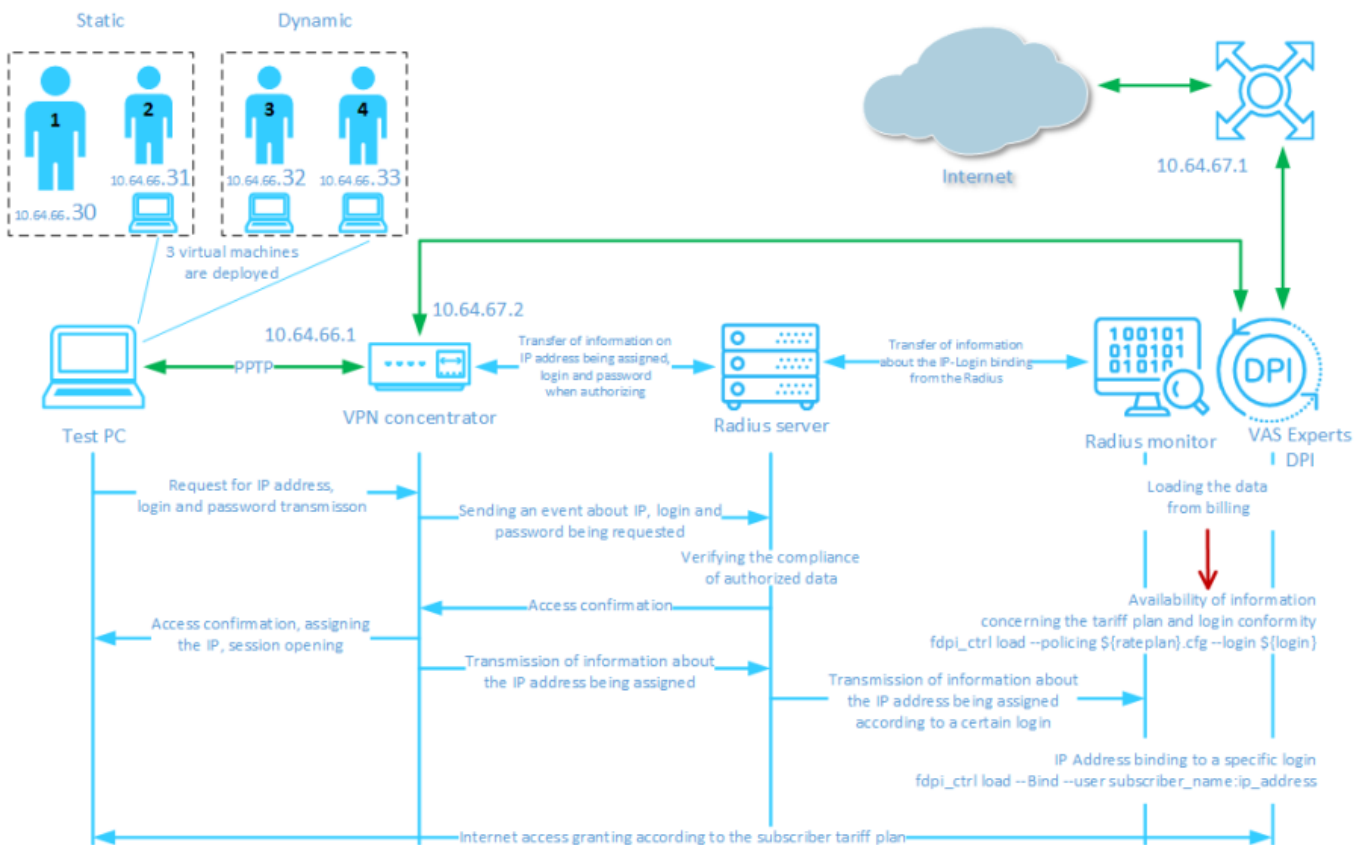 Static
Dynamic
1
2
3
4
10.64.66.31
10.64.66.32
10.64.66.33
10.64.66.30
Internet
10.64.67.1
3 virtual machines
are deployed
10.64.66.1
10.64.67.2
PPTP
Transfer of information on
IP address being assigned,
login and password
when authorizing
Transfer of information
about the IP-Login binding
from the Radius
100101
010101
01010
DPI
Test PC
VPN concentrator
Radius server
Radius monitor
VAS Experts
DPI
Request for IP address,
login and password transmisson
Sending an event about IP, login and
password being requested
Verifying the compliance
of authorized data
Access confirmation
Access confirmation, assigning
the IP, session opening
Transmission of information about
the IP address being assigned
Transmission of information about
the IP address being assigned
according to a certain login
Loading the data
from billing
Availability of information
concerning the tariff plan and login conformity
fdpi_ctrl load --policing ${rateplan}.cfg --login ${login}
IP Address binding to a specific login
fdpi_ctrl load --Bind --user subscriber_name:ip_address
Internet access granting according to the subscriber tariff plan